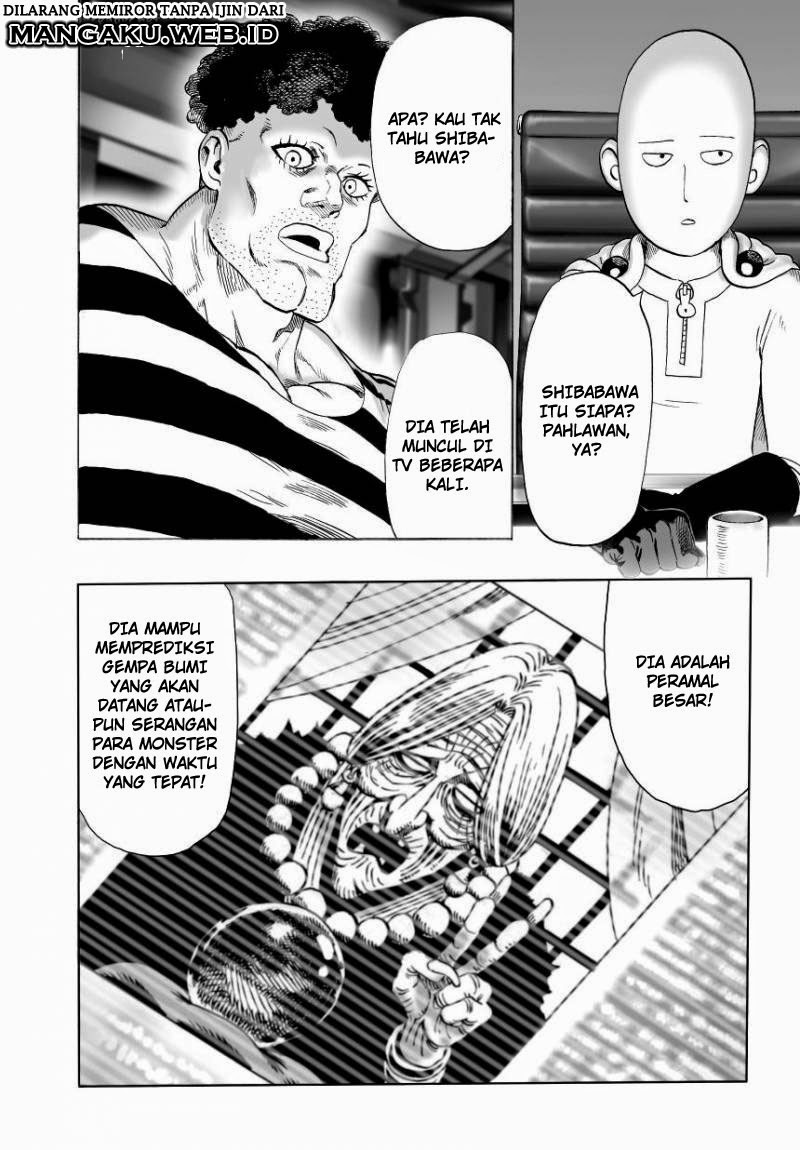 DILARANG MEMIROR TANPA IJIN DARI
MANGAKU.WEB.ID
SHIBABAWA
ITU SIAPA?
PAHLAWAN,
YA?
APA? KAU TAK
TAHU SHIBA-
BAWA?
DIA TELAH
MUNCUL DI
TV BEBERAPA
KALI.
DIA ADALAH
PERAMAL
BESAR!
DIA MAMPU
MEMPREDIKSI
GEMPA BUMI
YANG AKAN
DATANG ATAU-
PUN SERANGAN
PARA MONSTER
DENGAN WAKTU
YANG TEPAT!